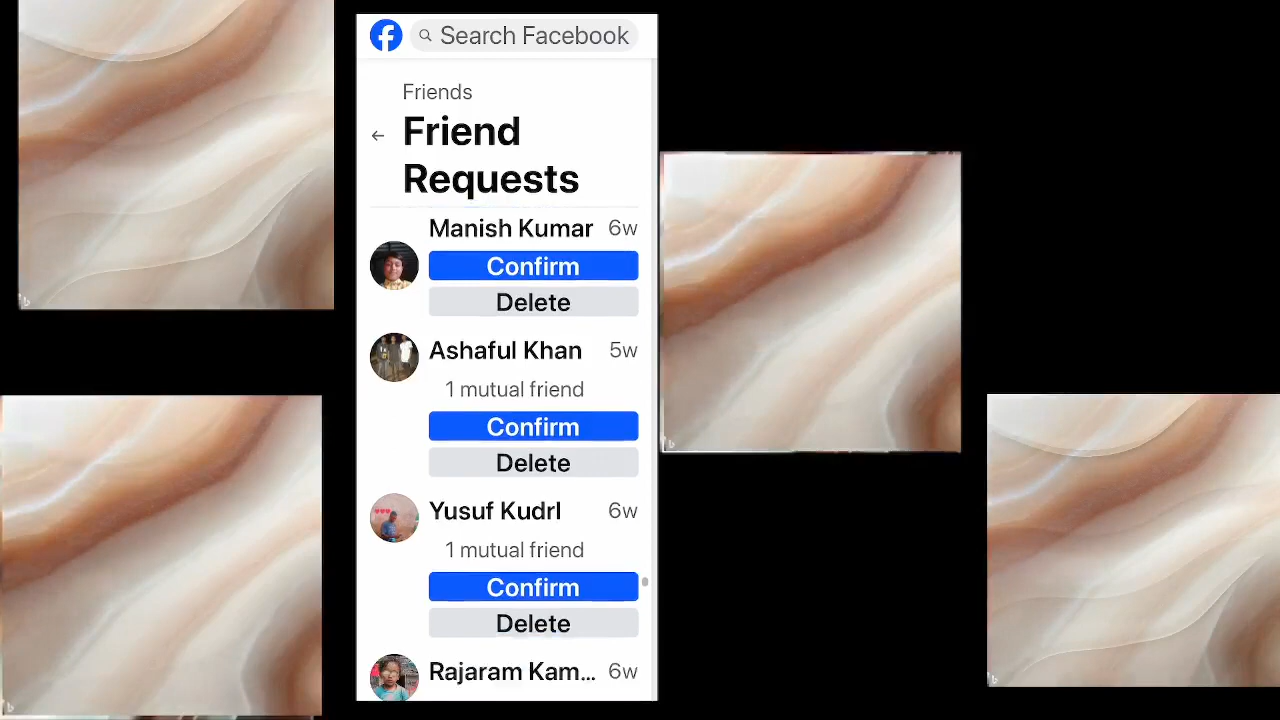 Search Facebook
Friends
Friend
Requests
Manish Kumar 6w
Confirm
Delete
Ashaful Khan 5w
1 mutual friend
Confirm
Delete
Yusuf Kudrl 6w
1 mutual friend
Confirm
Delete
Rajaram Kam... 6w